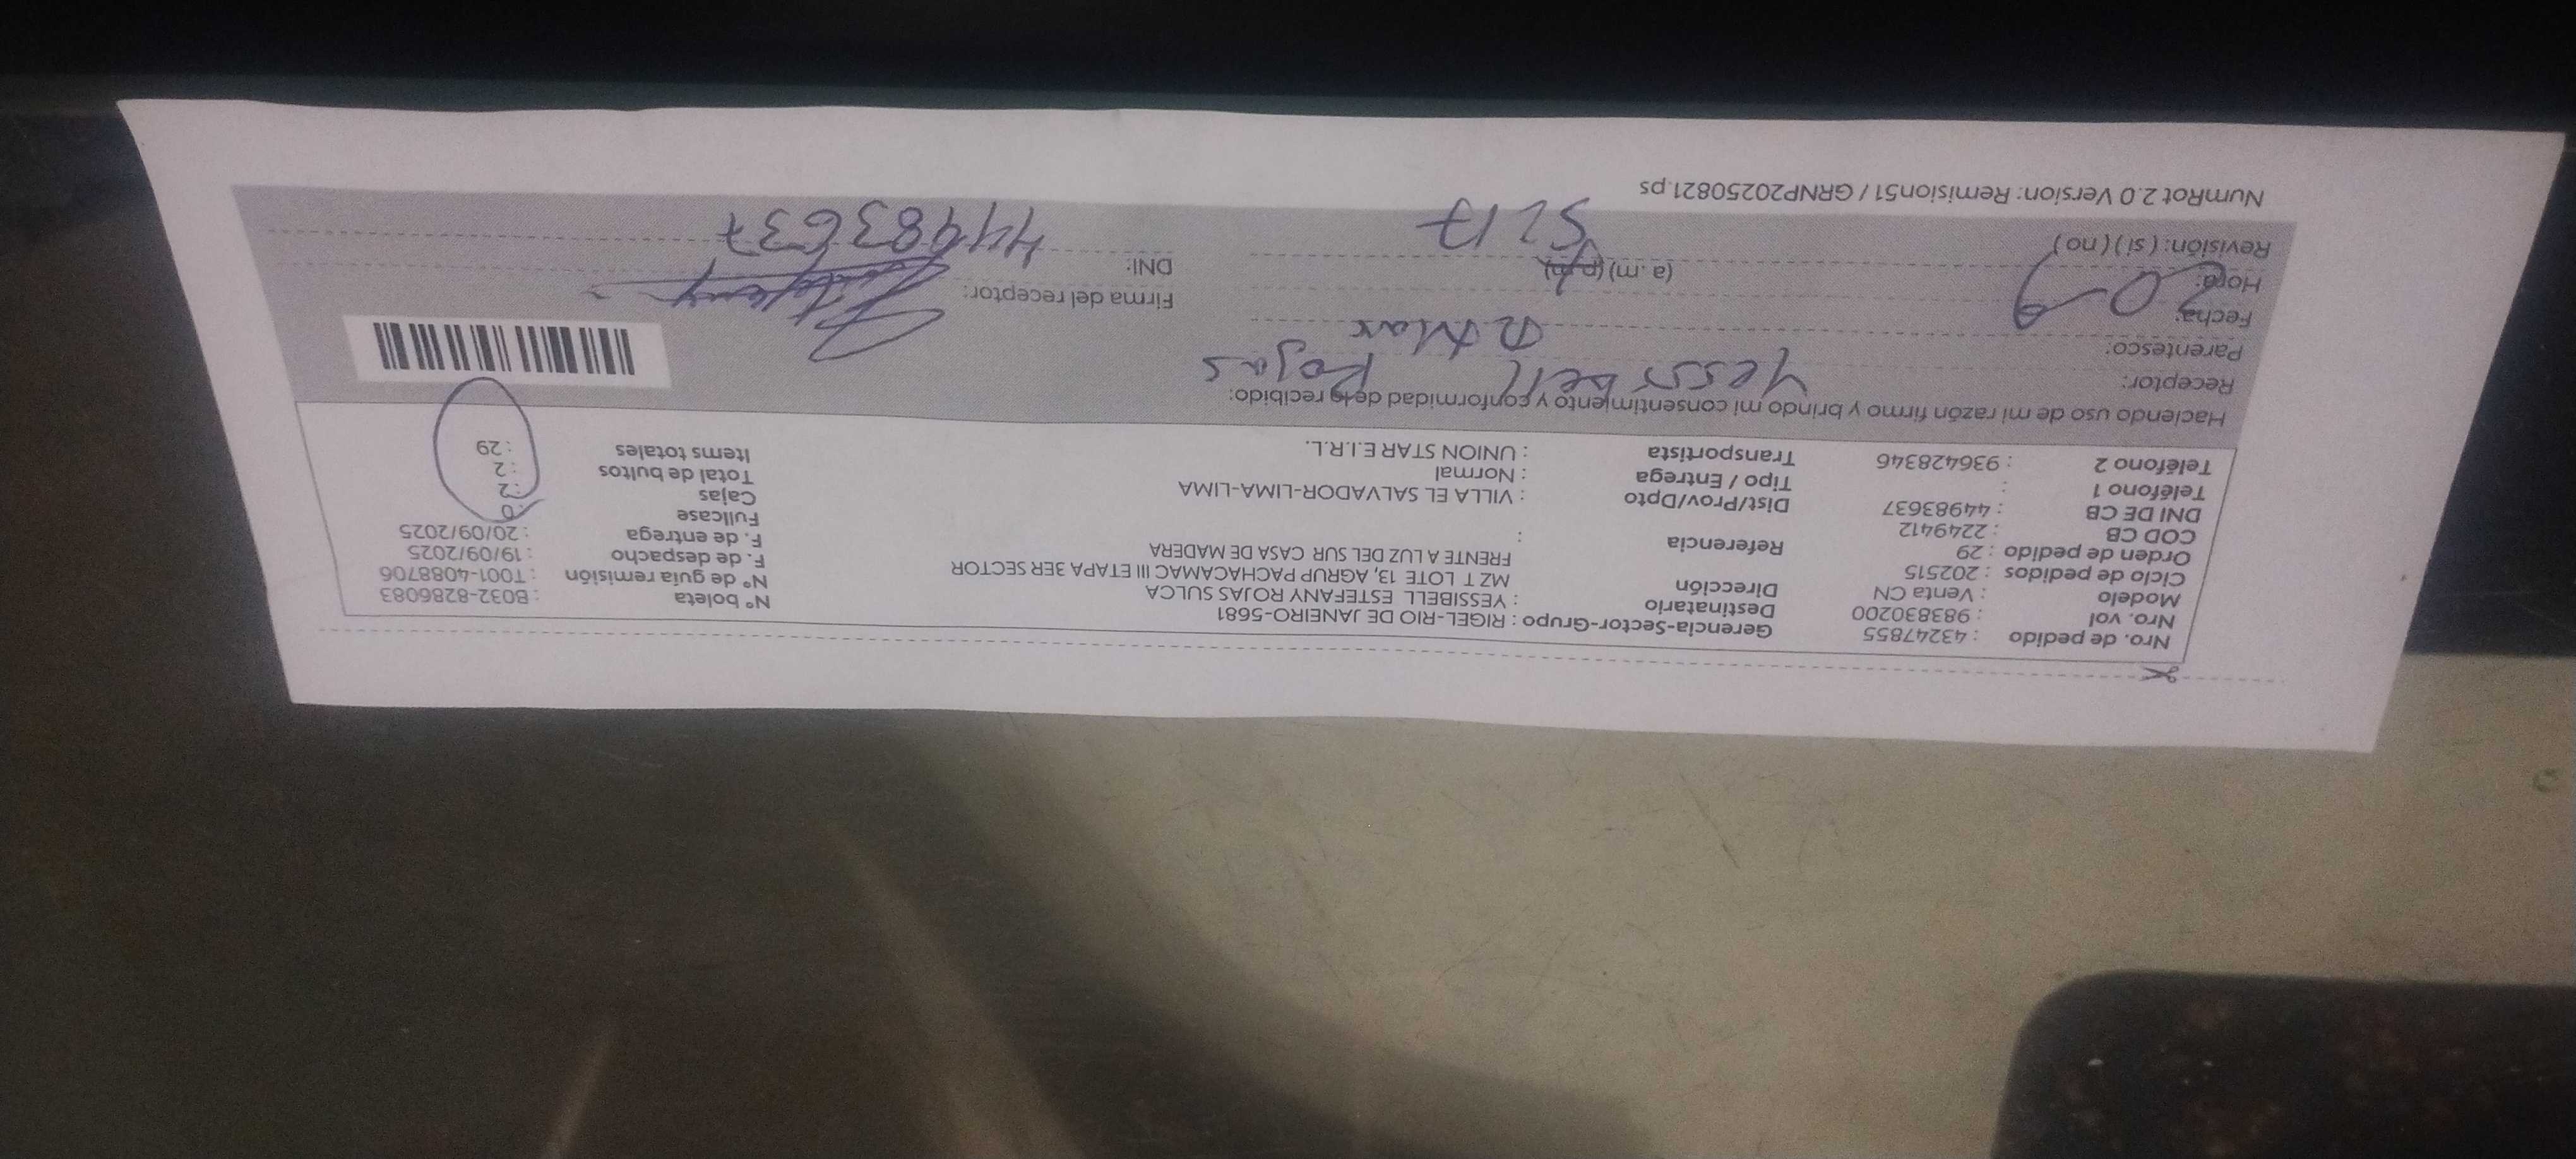 Nro. de pedido : 43247855 Gerencia-Sector-Grupo : RIGEL-RIO DE JANEIRO-5681 N° boleta : B032-8286083
Nro. vol : 983830200 Destinatario : YESSIBELL ESTEFANY ROJAS SULCA N° de guía remisión : T001-4088706
Modelo : Venta CN Dirección MZ T LOTE 13, AGRUP PACHACAMAC III ETAPA 3ER SECTOR F. de despacho : 19/09/2025
Ciclo de pedidos : 202515 FRENTE A LUZ DEL SUR CASA DE MADERA F. de entrega : 20/09/2025
Orden de pedido : 29 Referencia : Fullcase : 0
COD CB : 2249412 Dist/Prov/Dpto : VILLA EL SALVADOR-LIMA-LIMA Cajas : 2
DNI DE CB : 44983637 Tipo / Entrega : Normal Total de bultos : 2
Teléfono 1 : Transportista : UNION STAR E.I.R.L. Items totales : 29
Teléfono 2 : 936428346
Haciendo uso de mi razón firmo y brindo mi consentimiento y conformidad de lo recibido:
Receptor: Yessibell Rojas
Parentesco:
Fecha: 20-9 Firma del receptor:
Hora: (a. m) (p. m) DNI: 44983637
Revisión: ( si ) ( no )
NumRot 2.0 Version: Remision51 / GRNP20250821.ps